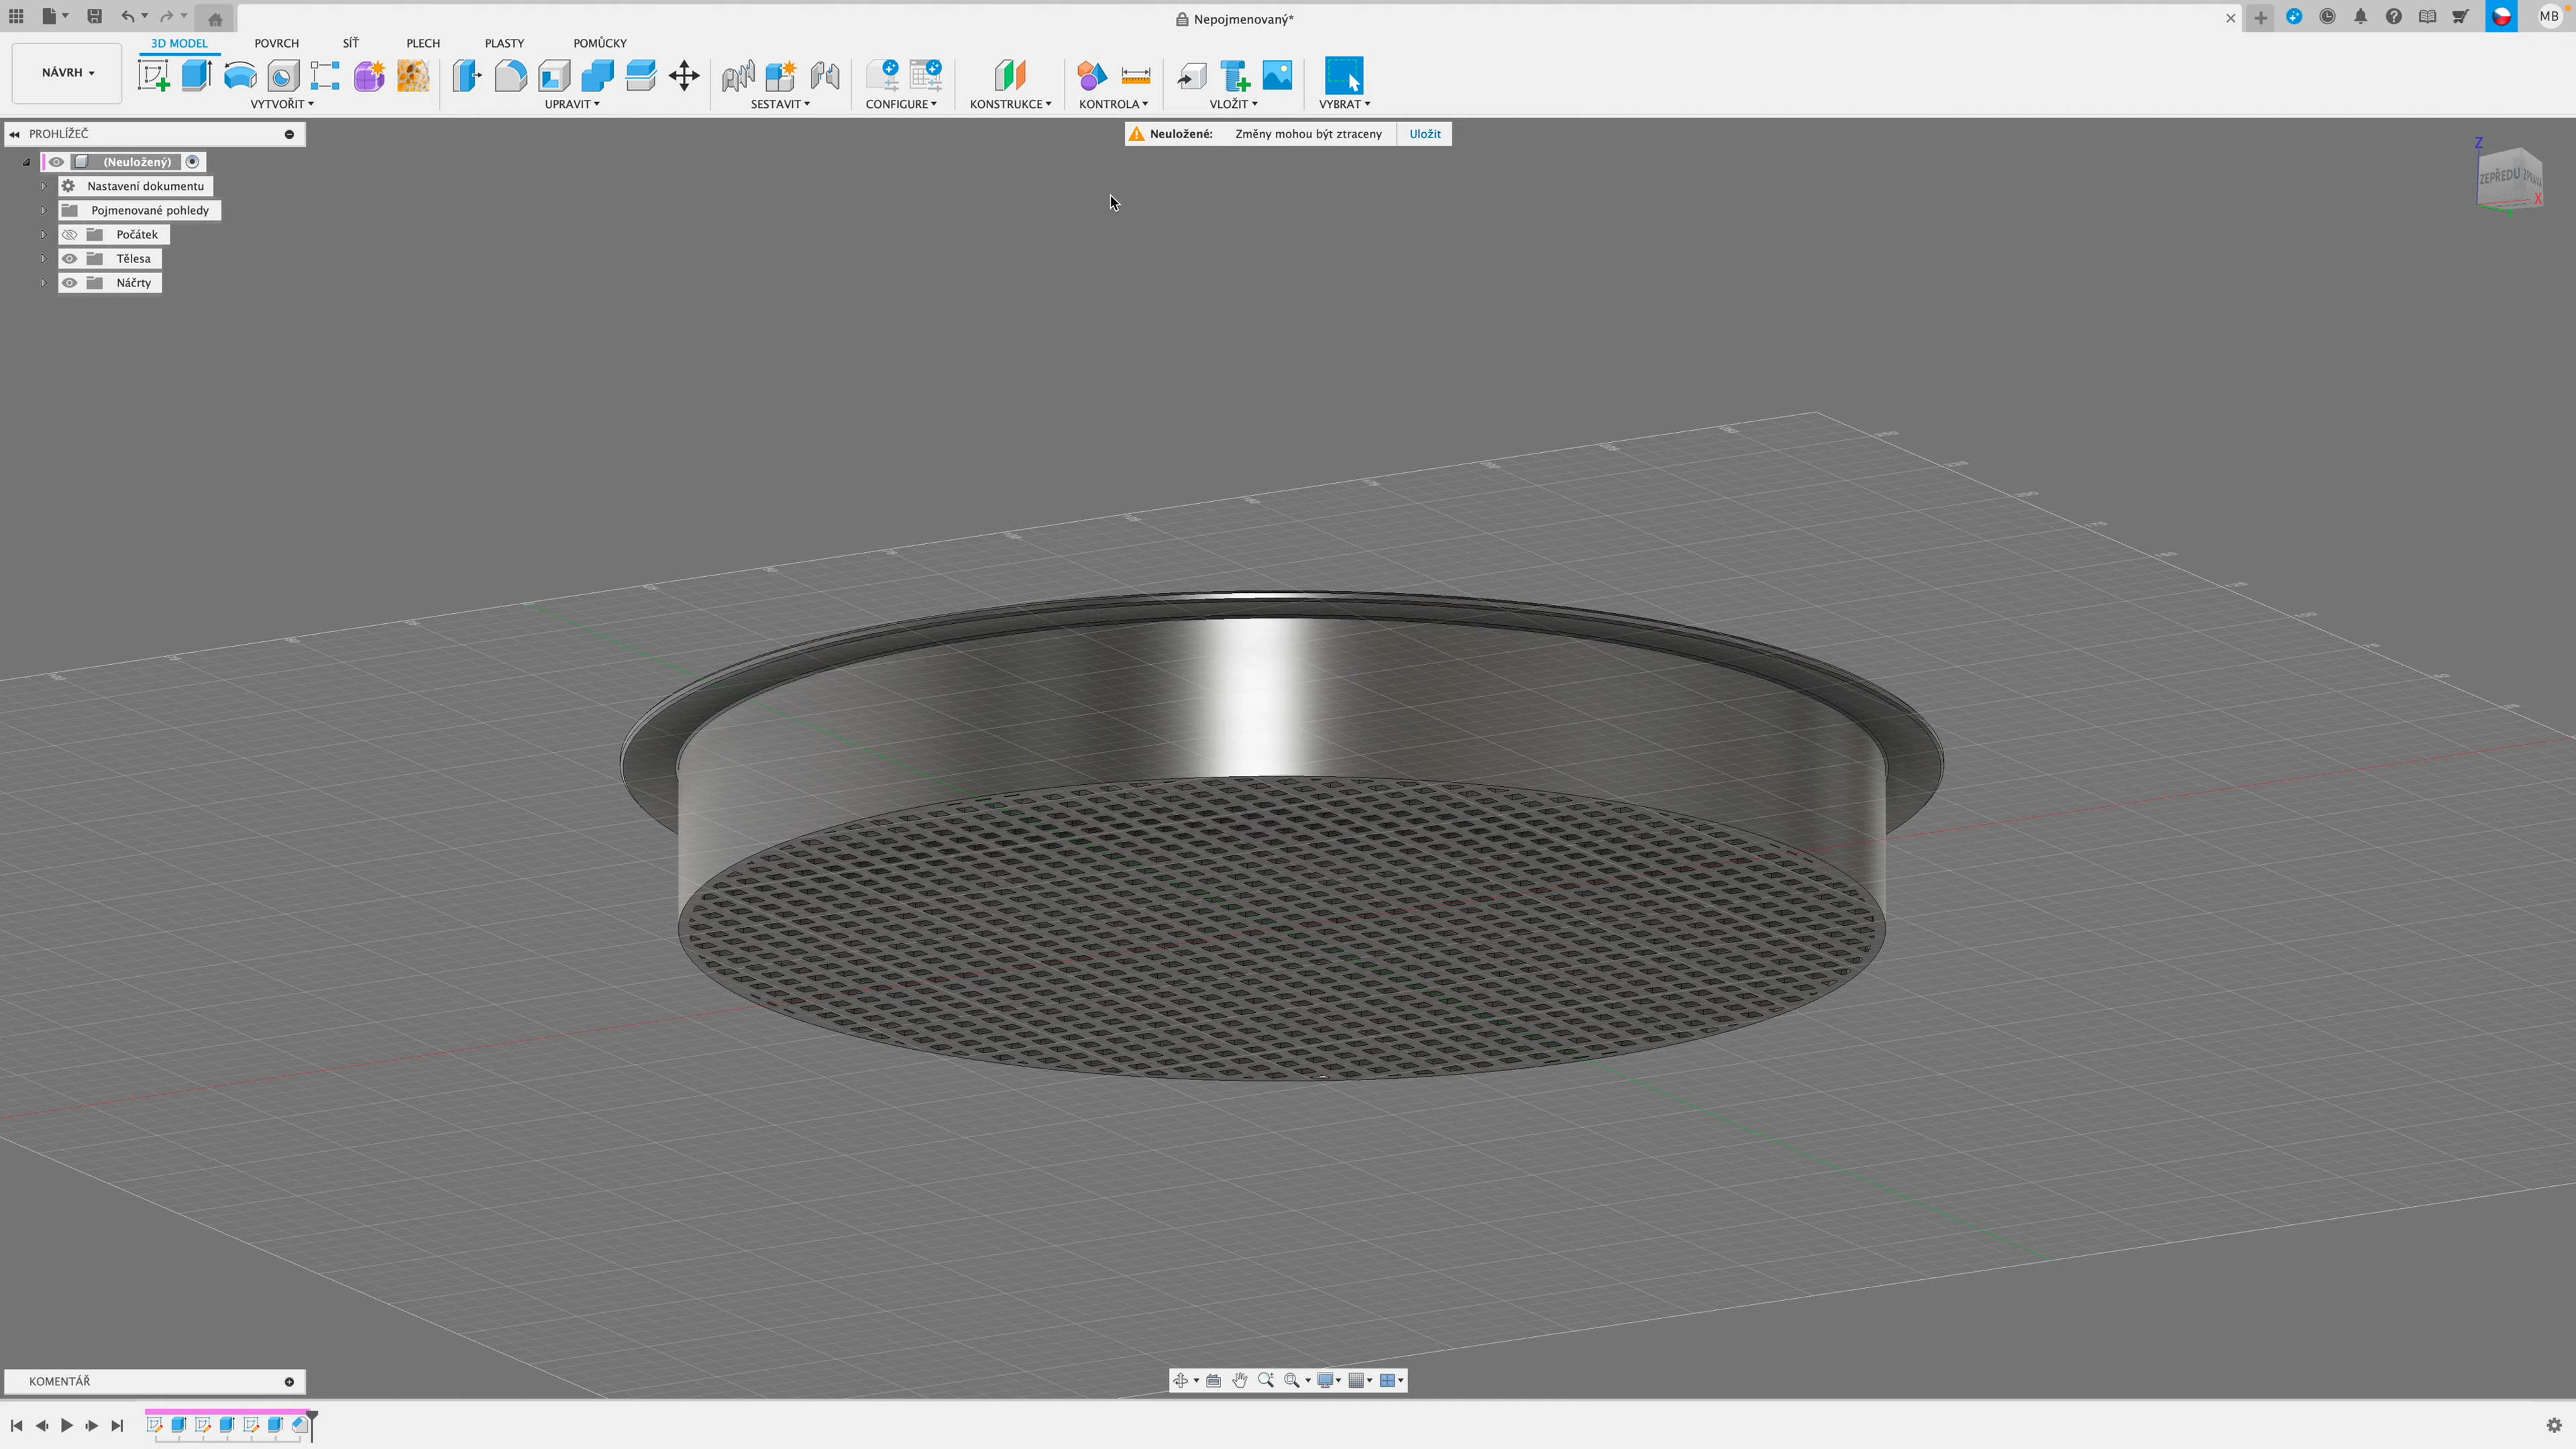 Nepojmenovaný*
MB
NÁVRH
3D MODEL
POVRCH
SÍŤ
PLECH
PLASTY
POMŮCKY
VYTVOŘIT
UPRAVIT
SESTAVIT
CONFIGURE
KONSTRUKCE
KONTROLA
VLOŽIT
VYBRAT
PROHLÍŽEČ
Neuložené: Změny mohou být ztraceny Uložit
(Neuložený)
Nastavení dokumentu
Pojmenované pohledy
Počátek
Tělesa
Náčrty
Z
ZEPŘEDU
X
KOMENTÁŘ